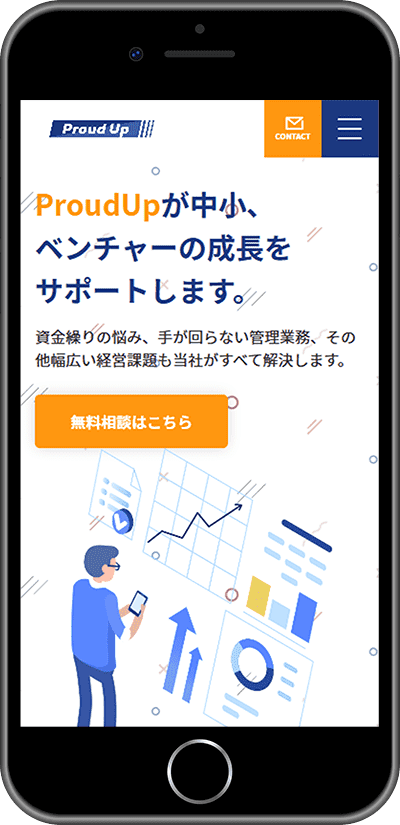 Proud Up
CONTACT
ProudUpが中小、
ベンチャーの成長を
サポートします。
資金繰りの悩み、手が回らない管理業務、その
他幅広い経営課題も当社がすべて解決します。
無料相談はこちら